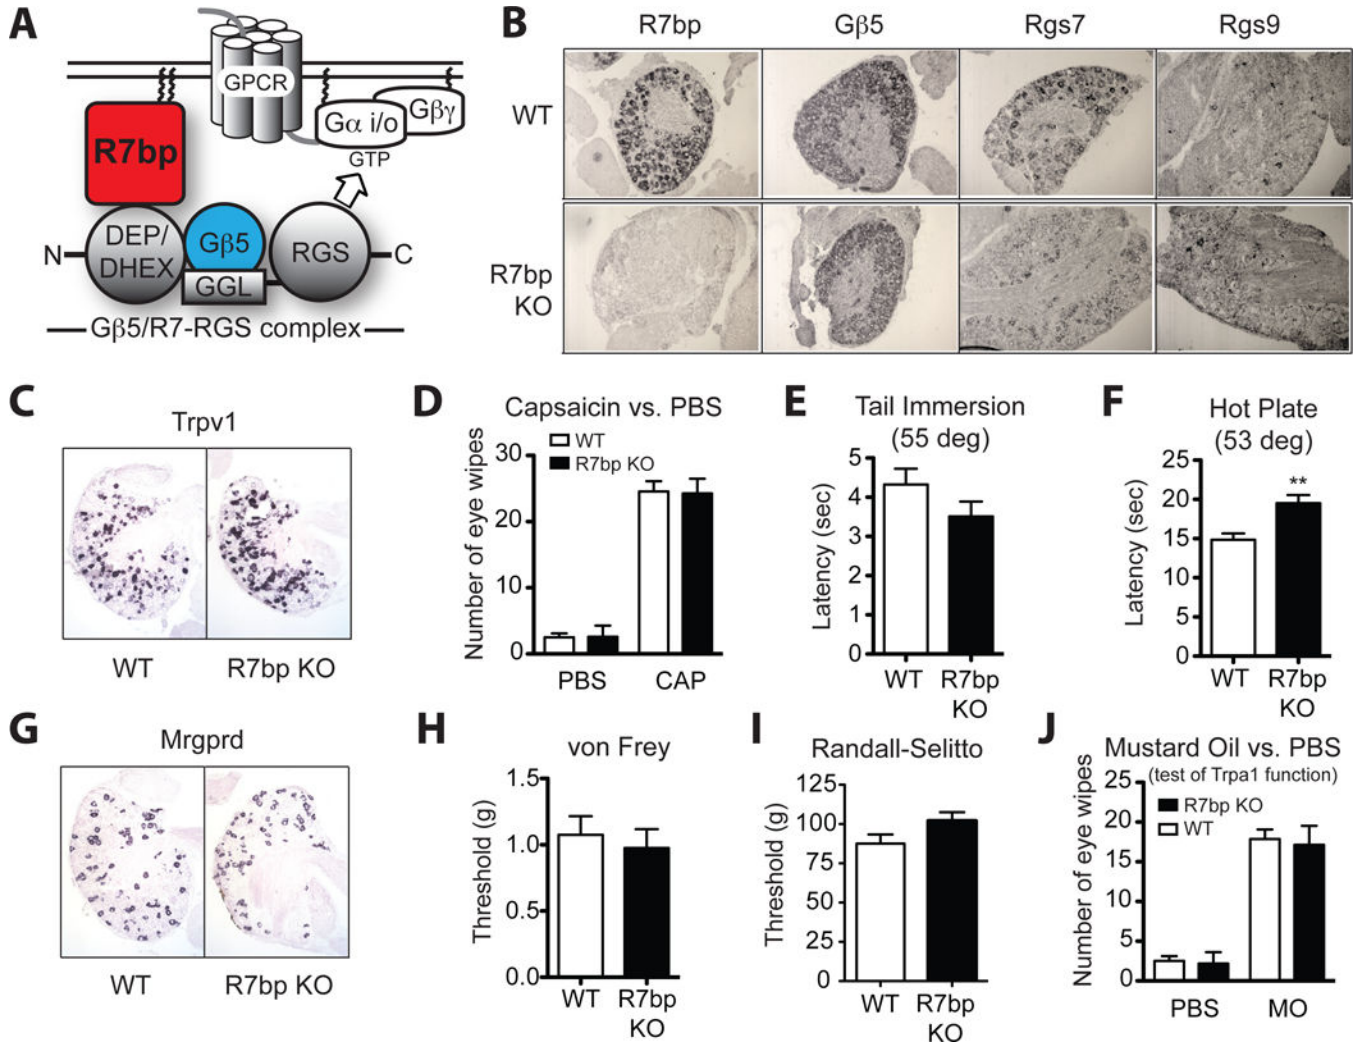 A
GPCR
Gα i/o
Gβγ
GTP
R7bp
N
DEP/
DHEX
Gβ5
GGL
RGS
C
Gβ5/R7-RGS complex
B
R7bp
Gβ5
Rgs7
Rgs9
WT
R7bp
KO
C
Trpv1
WT
R7bp KO
D
Capsaicin vs. PBS
WT
R7bp KO
Number of eye wipes
30
20
10
0
PBS
CAP
E
Tail Immersion
(55 deg)
Latency (sec)
5
4
3
2
1
0
WT
R7bp
KO
F
Hot Plate
(53 deg)
Latency (sec)
25
20
15
10
5
0
**
WT
R7bp
KO
G
Mrgprd
WT
R7bp KO
H
von Frey
Threshold (g)
1.5
1.0
0.5
0.0
WT
R7bp
KO
I
Randall-Selitto
Threshold (g)
125
100
75
50
25
0
WT
R7bp
KO
J
Mustard Oil vs. PBS
(test of Trpa1 function)
R7bp KO
WT
Number of eye wipes
25
20
15
10
5
0
PBS
MO